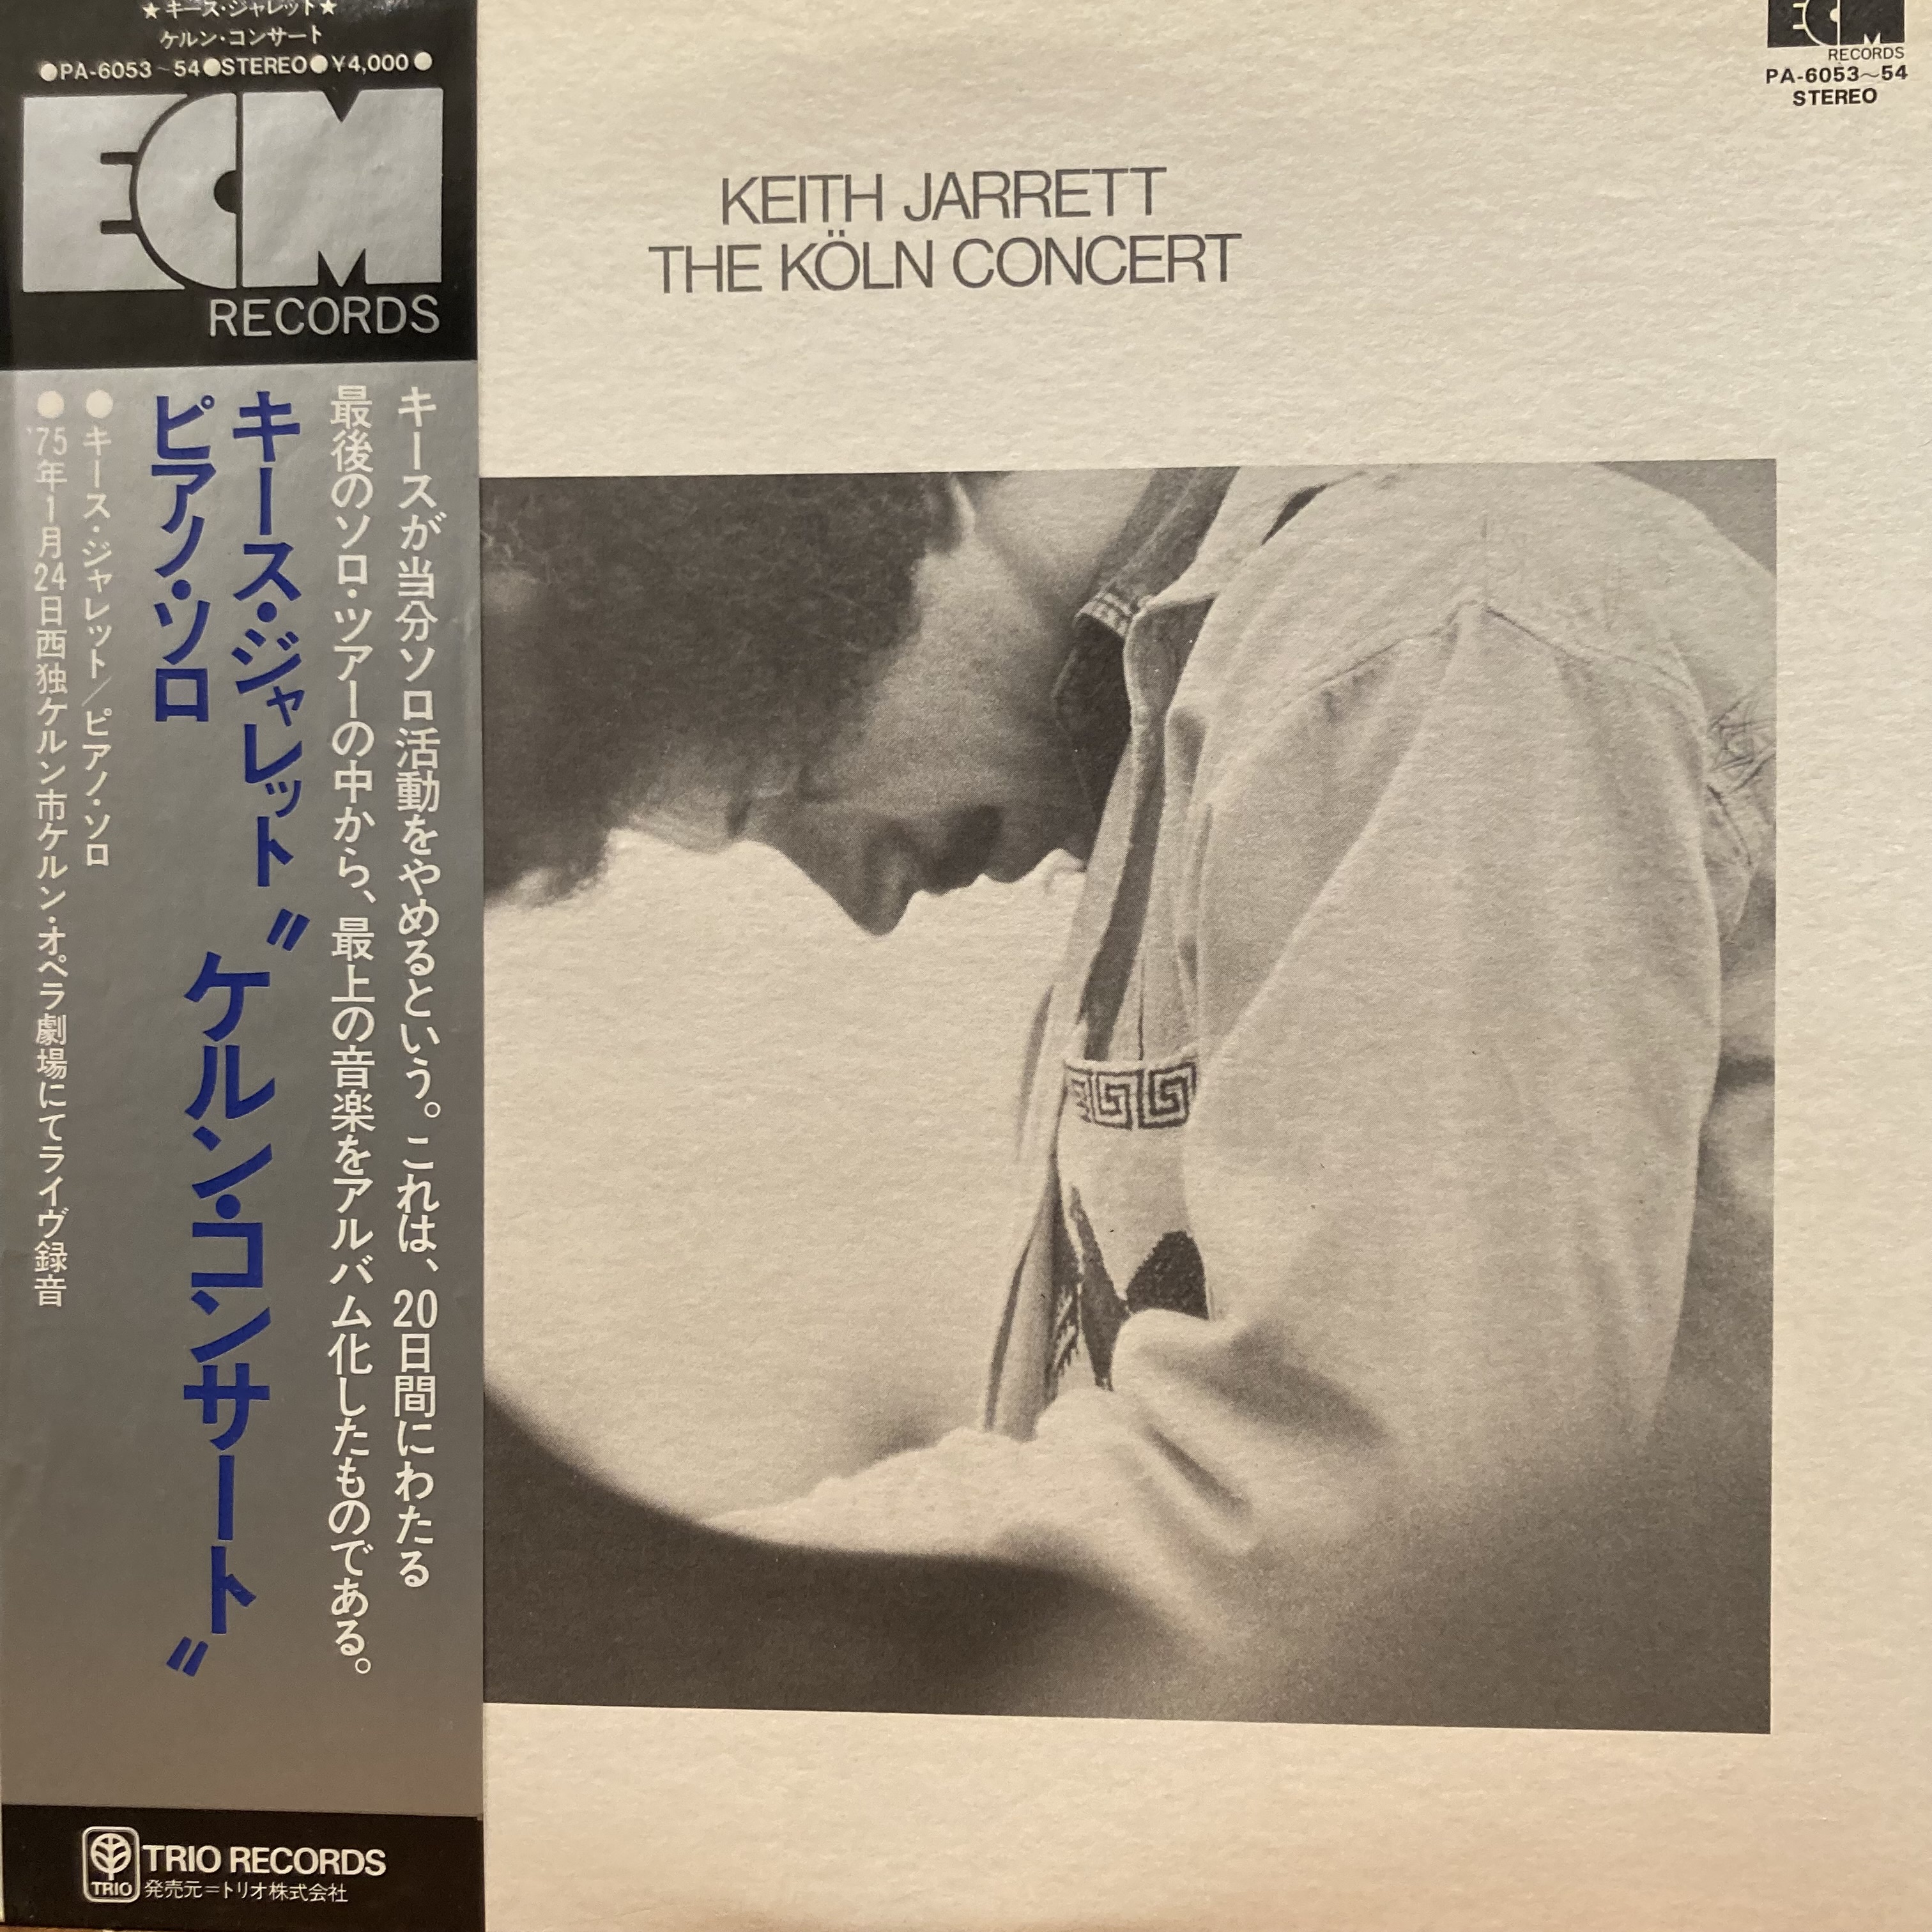 ★キース・ジャレット★
ケルン・コンサート
●PA-6053~54●STEREO●¥4,000●
ECM
RECORDS
キースが当分ソロ活動をやめるという。これは、20日間にわたる
最後のソロ・ツアーの中から、最上の音楽をアルバム化したものである。
キース・ジャレット〝ケルン・コンサート〟
ピアノ・ソロ
●キース・ジャレット/ピアノ・ソロ
●'75年1月24日西独ケルン市ケルン・オペラ劇場にてライヴ録音
TRIO
TRIO RECORDS
発売元=トリオ株式会社
KEITH JARRETT
THE KÖLN CONCERT
ECM
RECORDS
PA-6053~54
STEREO